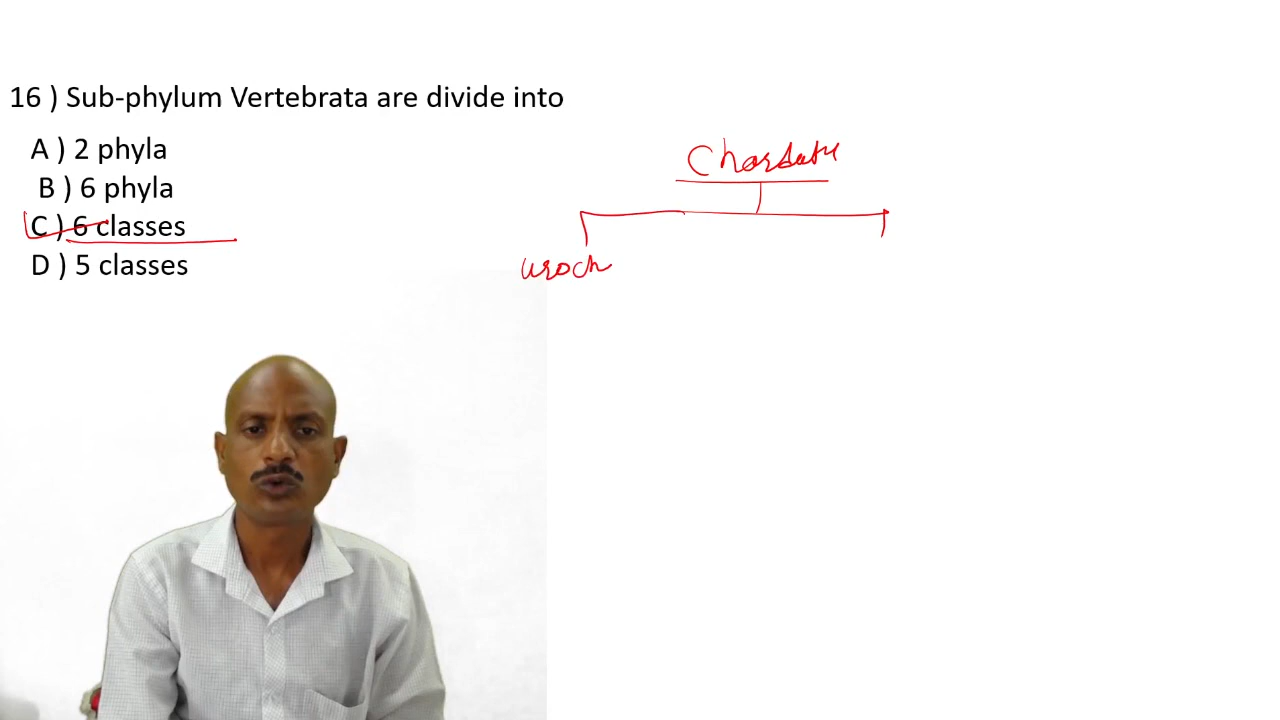 16 ) Sub-phylum Vertebrata are divide into
A ) 2 phyla
B ) 6 phyla
C ) 6 classes
D ) 5 classes
Chordata
uroch